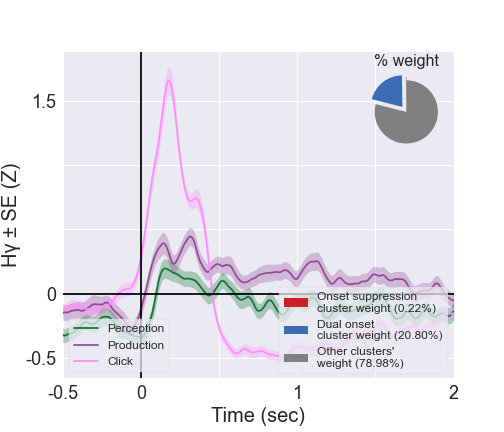 % weight
1.5
0
-0.5
Hγ ± SE (Z)
Perception
Production
Click
Onset suppression
cluster weight (0.22%)
Dual onset
cluster weight (20.80%)
Other clusters'
weight (78.98%)
-0.5
0
1
2
Time (sec)